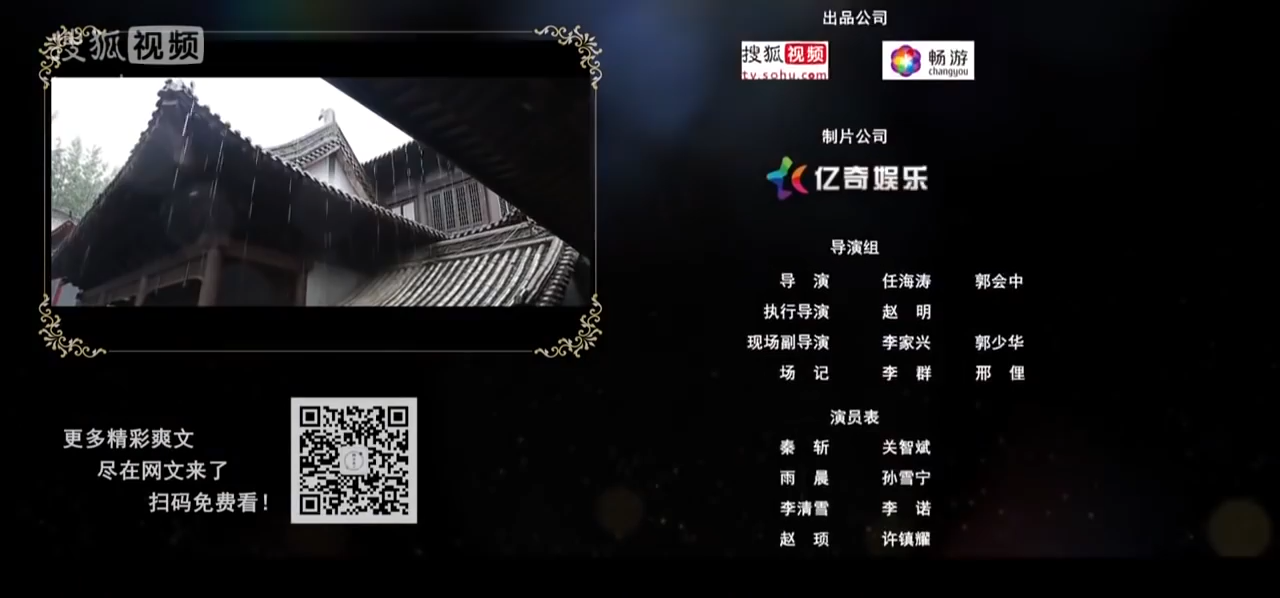 搜狐视频
出品公司
搜狐视频
tv.sohu.com
畅游
changyou
制片公司
亿奇娱乐
导演组
导 演 任海涛 郭会中
执行导演 赵 明
现场副导演 李家兴 郭少华
场 记 李 群 邢 俚
演员表
秦 斩 关智斌
雨 晨 孙雪宁
李清雪 李 诺
赵 顼 许镇耀
更多精彩爽文
尽在网文来了
扫码免费看！